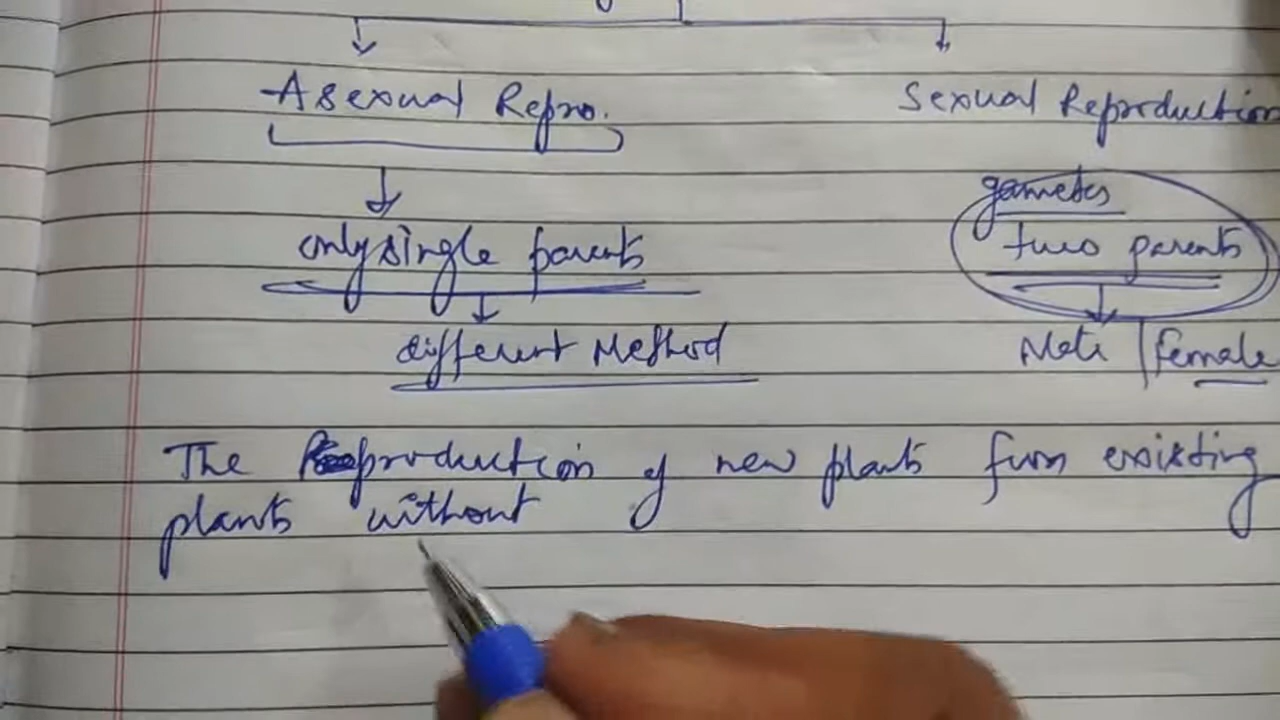 Asexual Repro.
Sexual Reproduction
gametes
only single parents
two parents
different Method
Male | female
The production of new plants from existing
plants without